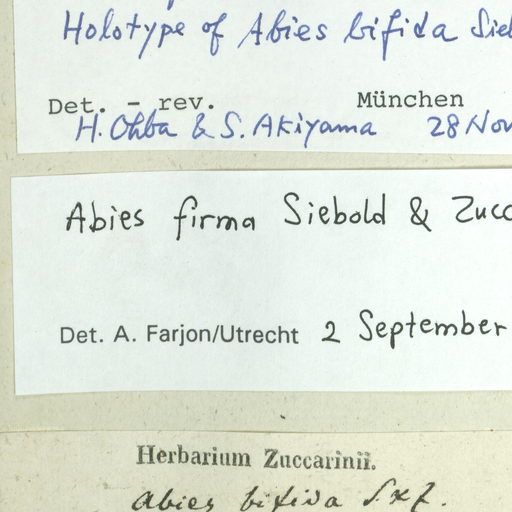 Holotype of Abies bifida Sieb
Det. - rev. München
H. Ohba & S. Akiyama 28 Nov
Abies firma Siebold & Zucc
Det. A. Farjon/Utrecht 2 September
Herbarium Zuccarinii.
Abies bifida S. & Z.